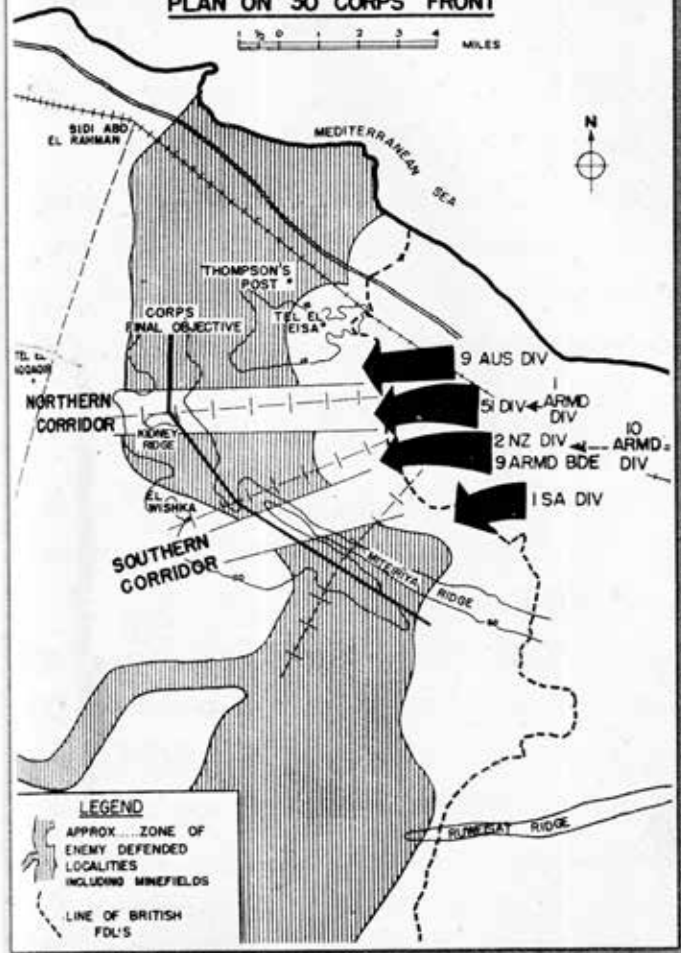 PLAN ON 30 CORPS FRONT
1 ½ 0 1 2 3 4 MILES
SIDI ABD
EL RAHMAN
MEDITERRANEAN
SEA
N
THOMPSON'S
POST
TEL EL
EISA
CORPS
FINAL OBJECTIVE
TEL EL
9 AUS DIV
NORTHERN
CORRIDOR
51 DIV
1
ARMD
DIV
KIDNEY
RIDGE
2 NZ DIV
9 ARMD BDE
10
ARMD
DIV
EL
WISHKA
1 SA DIV
SOUTHERN
CORRIDOR
MITEIRIYA RIDGE
RUWEISAT RIDGE
LEGEND
APPROX....ZONE OF
ENEMY DEFENDED
LOCALITIES
INCLUDING MINEFIELDS
LINE OF BRITISH
FDL'S